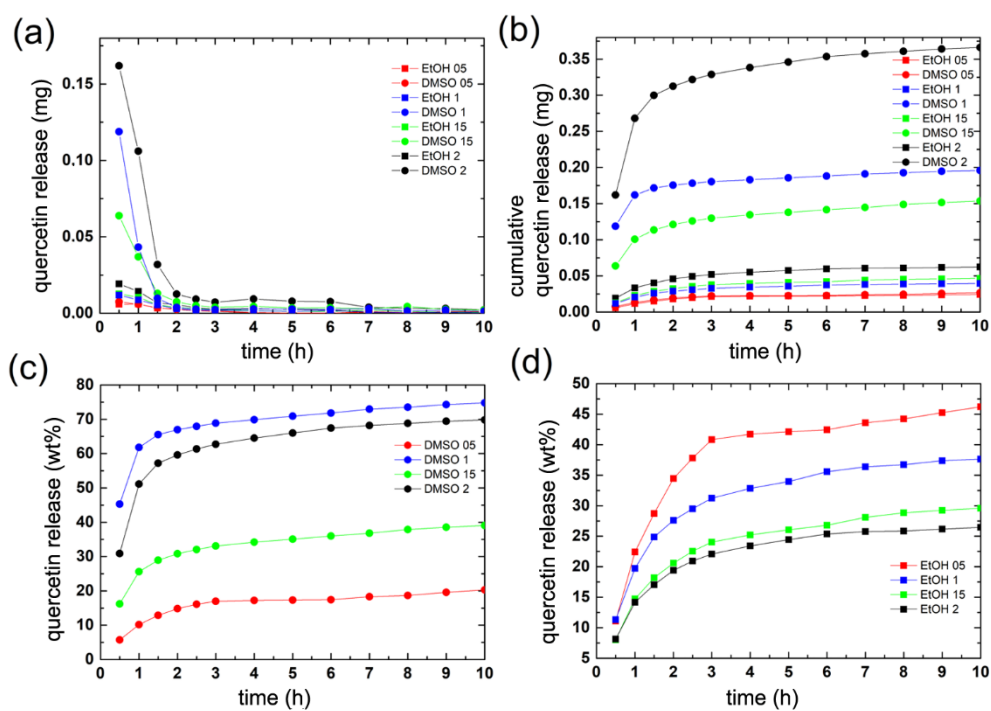 (a)
quercetin release (mg)
0.15
0.10
0.05
0.00
EtOH 05
DMSO 05
EtOH 1
DMSO 1
EtOH 15
DMSO 15
EtOH 2
DMSO 2
0 1 2 3 4 5 6 7 8 9 10
time (h)
(b)
cumulative
quercetin release (mg)
0.35
0.30
0.25
0.20
0.15
0.10
0.05
0.00
EtOH 05
DMSO 05
EtOH 1
DMSO 1
EtOH 15
DMSO 15
EtOH 2
DMSO 2
0 1 2 3 4 5 6 7 8 9 10
time (h)
(c)
quercetin release (wt%)
80
70
60
50
40
30
20
10
0
DMSO 05
DMSO 1
DMSO 15
DMSO 2
0 1 2 3 4 5 6 7 8 9 10
time (h)
(d)
quercetin release (wt%)
50
45
40
35
30
25
20
15
10
5
EtOH 05
EtOH 1
EtOH 15
EtOH 2
0 1 2 3 4 5 6 7 8 9 10
time (h)